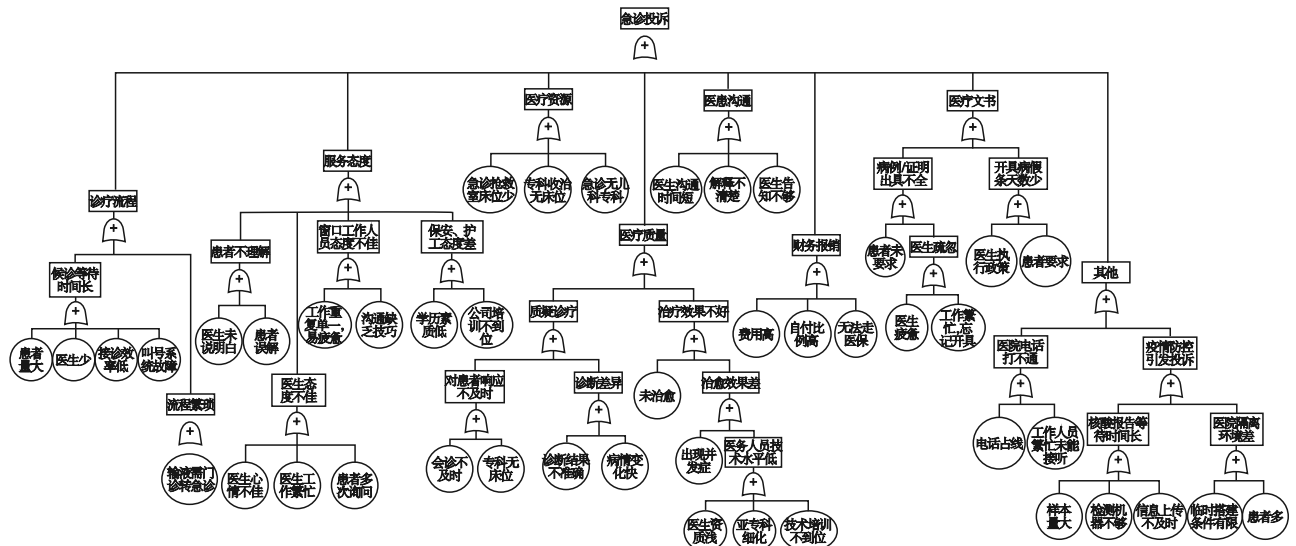 急诊投诉
+
医疗资源
+
急诊抢救
室床位少
专科收治
无床位
急诊无儿
科专科
医患沟通
+
医生沟通
时间短
解释不
清楚
医生告
知不够
医疗文书
+
病例/证明
出具不全
+
患者未
要求
医生疏忽
+
医生
疲惫
工作繁
忙,忘
记开具
开具病假
条天数少
+
医生执
行政策
患者要求
服务态度
+
患者不理解
+
医生未
说明白
患者
误解
医生态
度不佳
+
医生心
情不佳
医生工
作繁忙
患者多
次询问
窗口工作人
员态度不佳
+
工作重
复单一,
易疲惫
沟通缺
乏技巧
保安、护
工态度差
+
学历素
质低
公司培
训不到
位
诊疗流程
+
候诊等待
时间长
+
患者
量大
医生少
接诊效
率低
叫号系
统故障
流程繁琐
+
输液需门
诊转急诊
医疗质量
+
质疑诊疗
+
对患者响应
不及时
+
会诊不
及时
专科无
床位
诊断差异
+
诊断结果
不准确
病情变
化快
治疗效果不好
+
未治愈
治愈效果差
+
出现并
发症
医务人员技
术水平低
+
医生资
质浅
亚专科
细化
技术培训
不到位
财务报销
+
费用高
自付比
例高
无法走
医保
其他
+
医院电话
打不通
+
电话占线
工作人员
繁忙未能
接听
疫情防控
引发投诉
+
核酸报告等
待时间长
+
样本
量大
检测机
器不够
信息上传
不及时
医院隔离
环境差
+
临时搭建
条件有限
患者多